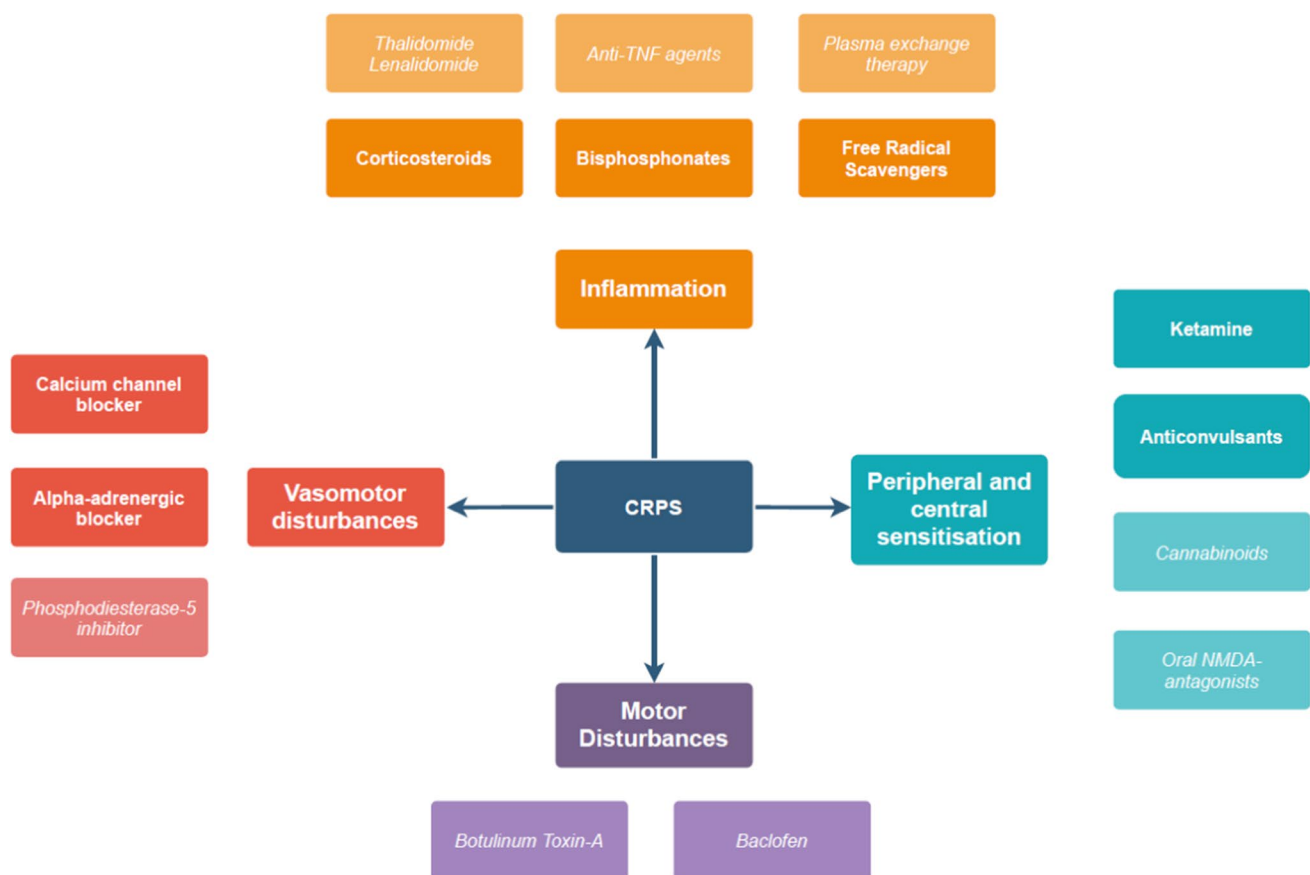 Thalidomide
Lenalidomide
Anti-TNF agents
Plasma exchange
therapy
Corticosteroids
Bisphosphonates
Free Radical
Scavengers
Inflammation
Ketamine
Calcium channel
blocker
Anticonvulsants
Alpha-adrenergic
blocker
Vasomotor
disturbances
CRPS
Peripheral and
central
sensitisation
Cannabinoids
Phosphodiesterase-5
inhibitor
Oral NMDA-
antagonists
Motor
Disturbances
Botulinum Toxin-A
Baclofen